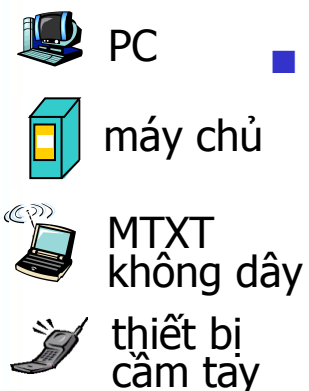 PC
máy chủ
MTXT
không dây
thiết bị
cầm tay